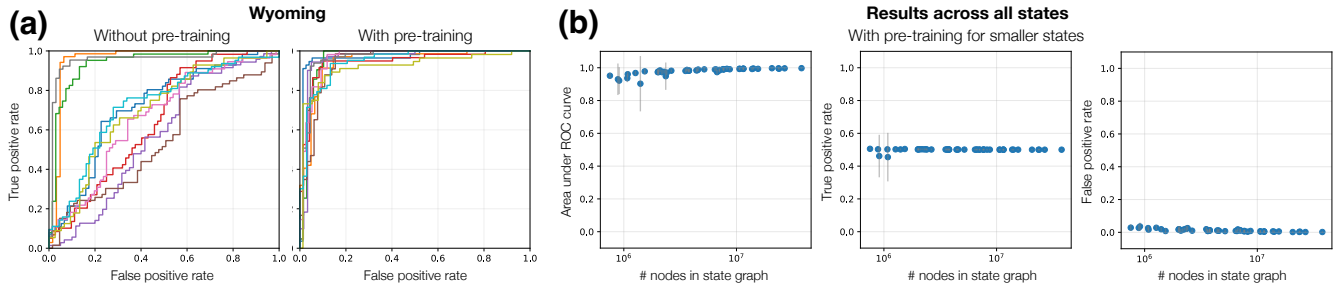 (a)
Wyoming
Without pre-training
With pre-training
True positive rate
1.0
0.8
0.6
0.4
0.2
0.0
0.0 0.2 0.4 0.6 0.8 1.0
False positive rate
0.0 0.2 0.4 0.6 0.8 1.0
False positive rate
(b)
Results across all states
With pre-training for smaller states
Area under ROC curve
1.0
0.8
0.6
0.4
0.2
0.0
10⁶ 10⁷
# nodes in state graph
True positive rate
1.0
0.8
0.6
0.4
0.2
0.0
10⁶ 10⁷
# nodes in state graph
False positive rate
1.0
0.8
0.6
0.4
0.2
0.0
10⁶ 10⁷
# nodes in state graph